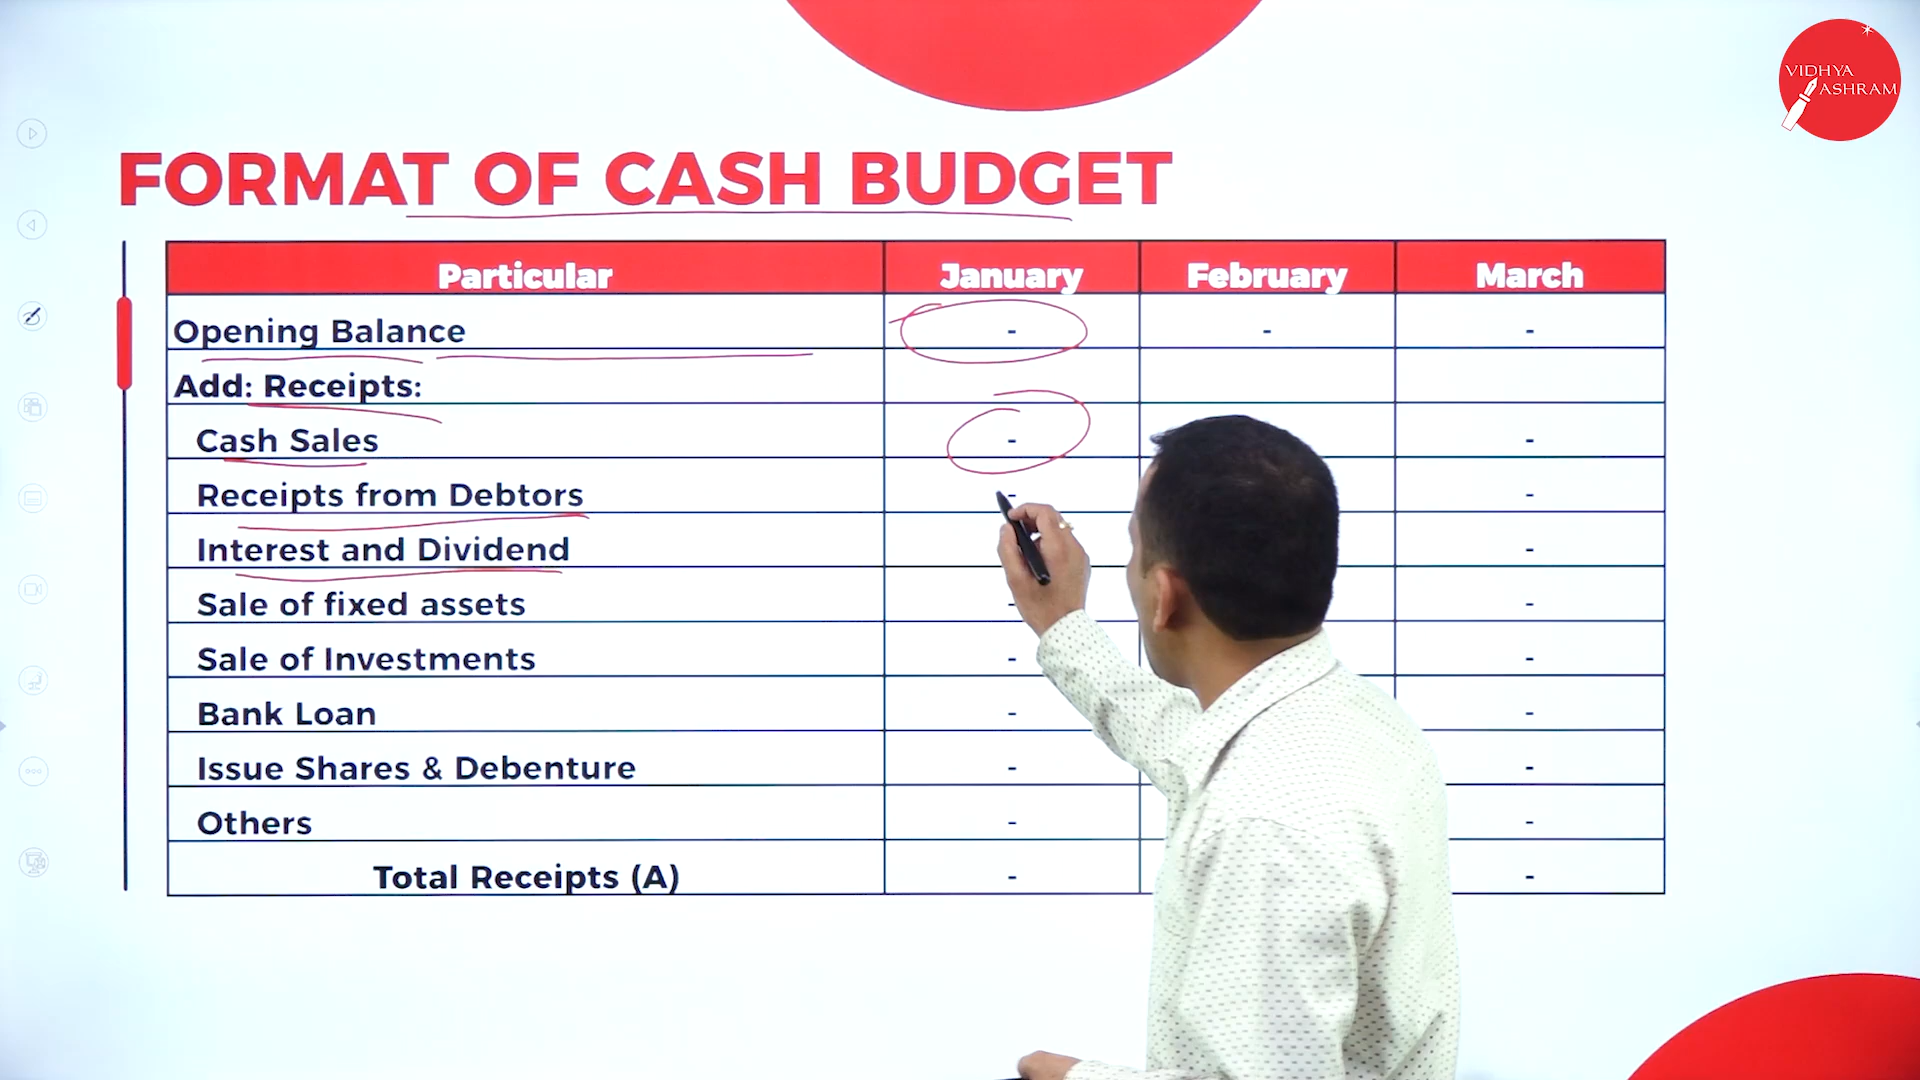 VIDHYA
ASHRAM
FORMAT OF CASH BUDGET
Particular January February March
Opening Balance - - -
Add: Receipts:
Cash Sales - -
Receipts from Debtors - -
Interest and Dividend -
Sale of fixed assets - -
Sale of Investments - -
Bank Loan - -
Issue Shares & Debenture - -
Others - -
Total Receipts (A) - -